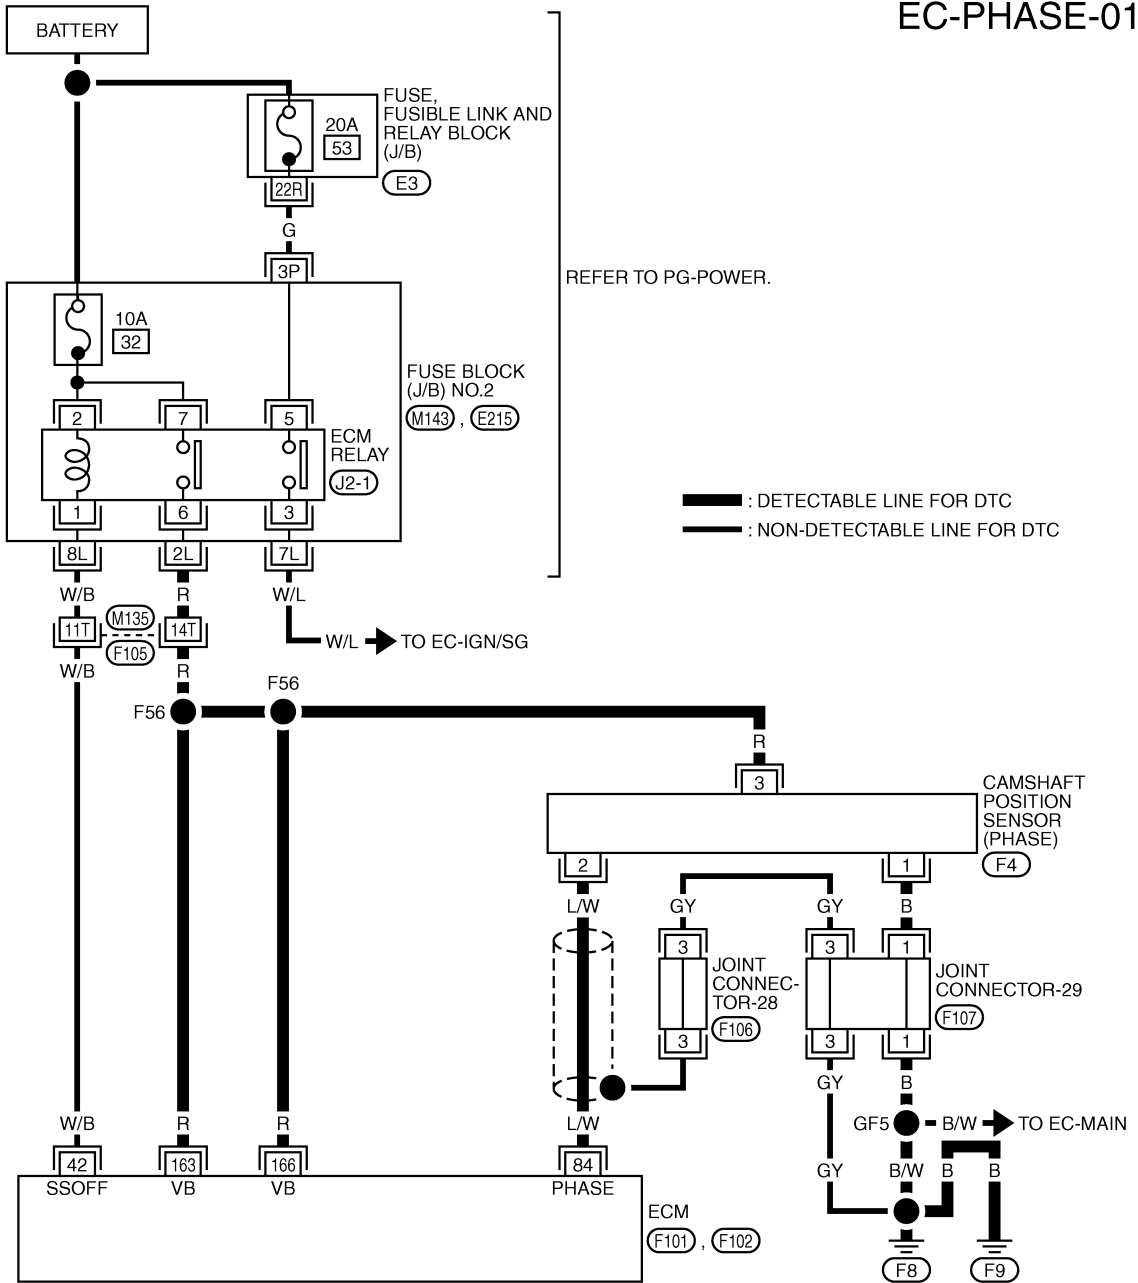 EC-PHASE-01
BATTERY
FUSE,
FUSIBLE LINK AND
RELAY BLOCK
(J/B)
E3
20A
53
22R
G
3P
REFER TO PG-POWER.
10A
32
FUSE BLOCK
(J/B) NO.2
M143 , E215
2
7
5
ECM
RELAY
J2-1
1
6
3
8L
2L
7L
: DETECTABLE LINE FOR DTC
: NON-DETECTABLE LINE FOR DTC
W/B
R
W/L
11T
M135
F105
14T
W/L
TO EC-IGN/SG
W/B
R
F56
F56
R
3
CAMSHAFT
POSITION
SENSOR
(PHASE)
F4
2
1
L/W
GY
GY
B
3
3
1
JOINT
CONNEC-
TOR-28
F106
JOINT
CONNECTOR-29
F107
3
3
1
GY
B
W/B
R
R
L/W
GF5
B/W
TO EC-MAIN
42
163
166
84
GY
B/W
B
B
SSOFF
VB
VB
PHASE
ECM
F101 , F102
F8
F9